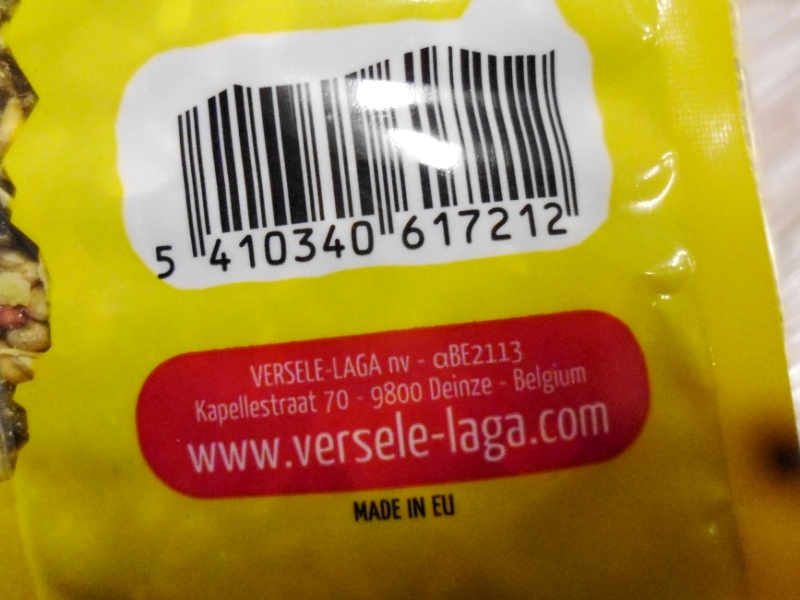 5 410340 617212
VERSELE-LAGA nv - αBE2113
Kapellestraat 70 - 9800 Deinze - Belgium
www.versele-laga.com
MADE IN EU